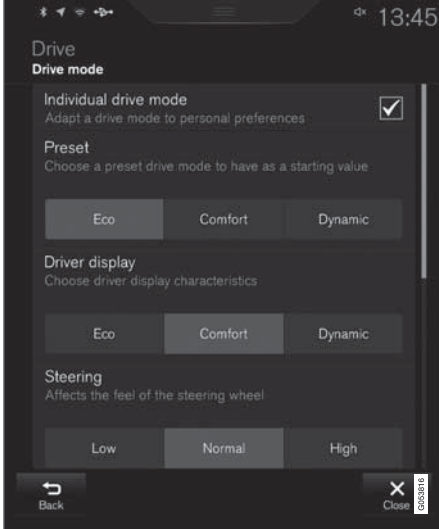 13:45
Drive
Drive mode
Individual drive mode
Adapt a drive mode to personal preferences
Preset
Choose a preset drive mode to have as a starting value
Eco Comfort Dynamic
Driver display
Choose driver display characteristics
Eco Comfort Dynamic
Steering
Affects the feel of the steering wheel
Low Normal High
Back
Close
G053816